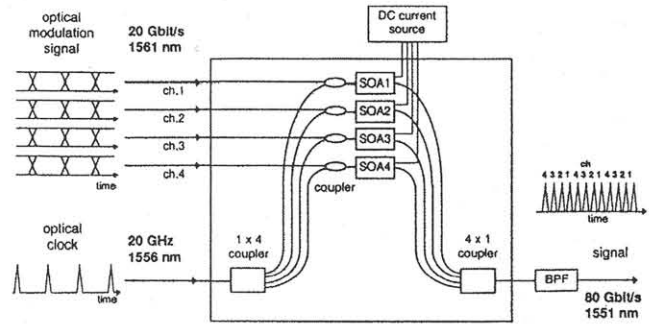 optical
modulation
signal
20 Gbit/s
1561 nm
DC current
source
ch.1
ch.2
ch.3
ch.4
time
SOA1
SOA2
SOA3
SOA4
coupler
ch
4 3 2 1 4 3 2 1 4 3 2 1
time
optical
clock
time
20 GHz
1556 nm
1 x 4
coupler
4 x 1
coupler
BPF
signal
80 Gbit/s
1551 nm